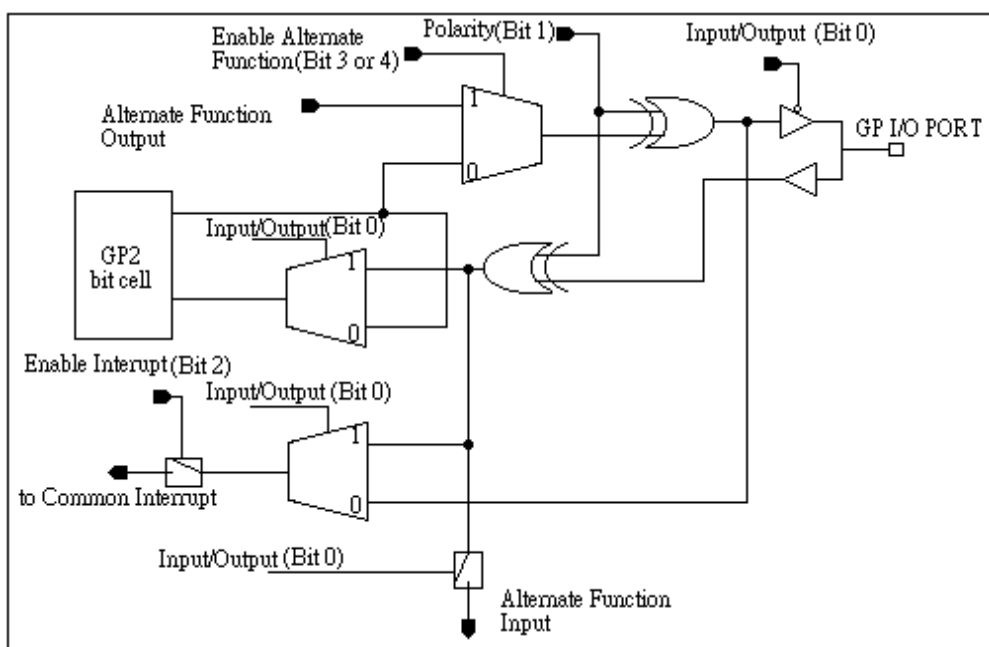 Enable Alternate
Function(Bit 3 or 4)
Polarity(Bit 1)
Input/Output (Bit 0)
Alternate Function
Output
1
0
GP I/O PORT
GP2
bit cell
Input/Output(Bit 0)
1
0
Enable Interupt(Bit 2)
Input/Output (Bit 0)
1
0
to Common Interrupt
Input/Output (Bit 0)
Alternate Function
Input